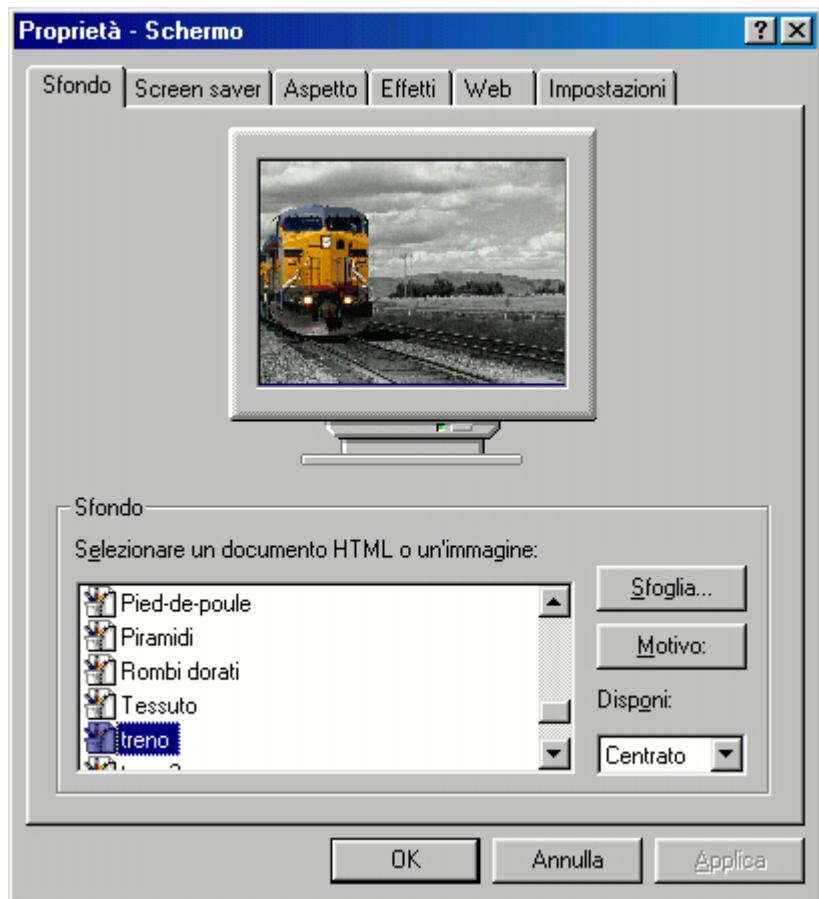 Proprietà - Schermo
Sfondo
Screen saver
Aspetto
Effetti
Web
Impostazioni
Sfondo
Selezionare un documento HTML o un'immagine:
Pied-de-poule
Piramidi
Rombi dorati
Tessuto
treno
Sfoglia...
Motivo:
Disponi:
Centrato
OK
Annulla
Applica